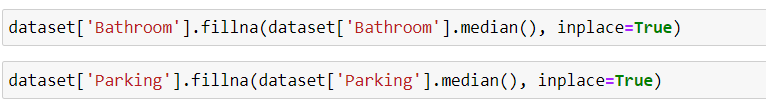 dataset['Bathroom'].fillna(dataset['Bathroom'].median(), inplace=True)
dataset['Parking'].fillna(dataset['Parking'].median(), inplace=True)